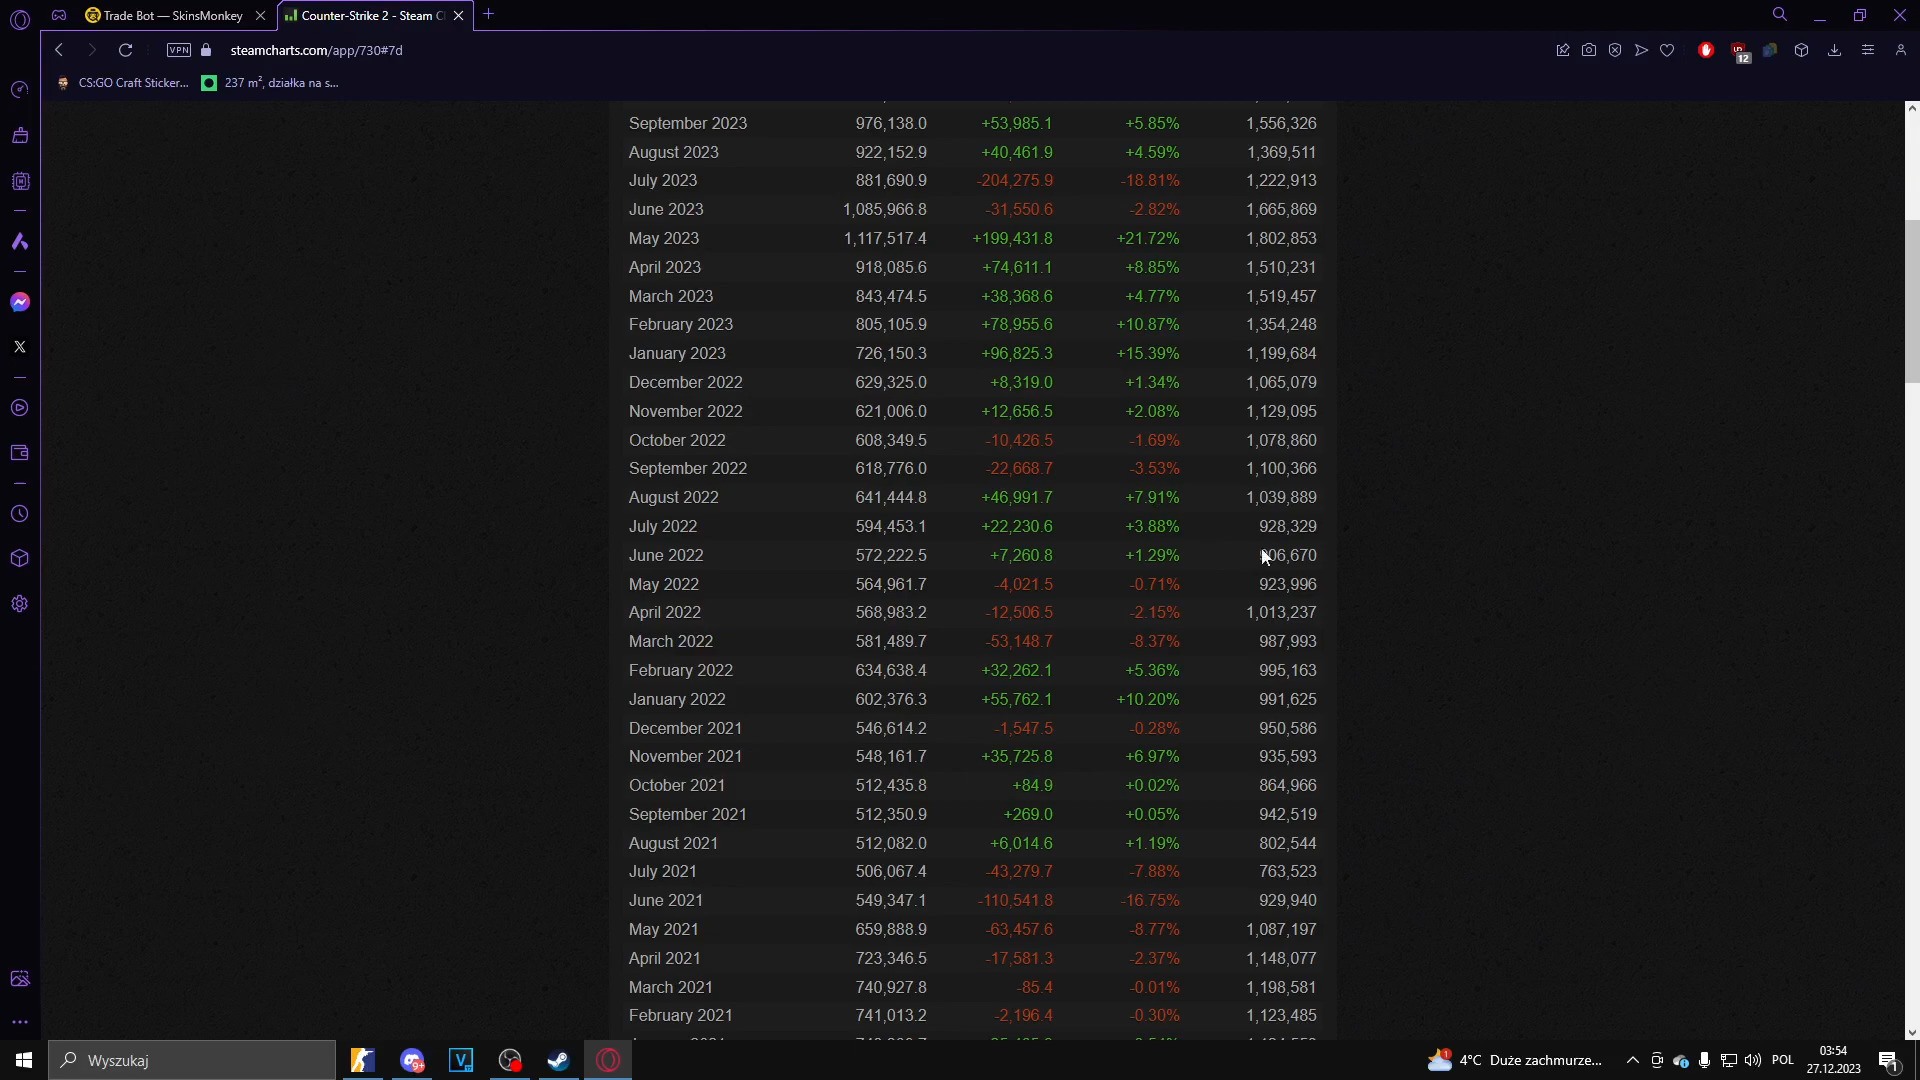 Trade Bot — SkinsMonkey
Counter-Strike 2 - Steam C
VPN
steamcharts.com/app/730#7d
12
CS:GO Craft Sticker...
237 m², działka na s...
September 2023 976,138.0 +53,985.1 +5.85% 1,556,326
August 2023 922,152.9 +40,461.9 +4.59% 1,369,511
July 2023 881,690.9 -204,275.9 -18.81% 1,222,913
June 2023 1,085,966.8 -31,550.6 -2.82% 1,665,869
May 2023 1,117,517.4 +199,431.8 +21.72% 1,802,853
April 2023 918,085.6 +74,611.1 +8.85% 1,510,231
March 2023 843,474.5 +38,368.6 +4.77% 1,519,457
February 2023 805,105.9 +78,955.6 +10.87% 1,354,248
January 2023 726,150.3 +96,825.3 +15.39% 1,199,684
December 2022 629,325.0 +8,319.0 +1.34% 1,065,079
November 2022 621,006.0 +12,656.5 +2.08% 1,129,095
October 2022 608,349.5 -10,426.5 -1.69% 1,078,860
September 2022 618,776.0 -22,668.7 -3.53% 1,100,366
August 2022 641,444.8 +46,991.7 +7.91% 1,039,889
July 2022 594,453.1 +22,230.6 +3.88% 928,329
June 2022 572,222.5 +7,260.8 +1.29% 906,670
May 2022 564,961.7 -4,021.5 -0.71% 923,996
April 2022 568,983.2 -12,506.5 -2.15% 1,013,237
March 2022 581,489.7 -53,148.7 -8.37% 987,993
February 2022 634,638.4 +32,262.1 +5.36% 995,163
January 2022 602,376.3 +55,762.1 +10.20% 991,625
December 2021 546,614.2 -1,547.5 -0.28% 950,586
November 2021 548,161.7 +35,725.8 +6.97% 935,593
October 2021 512,435.8 +84.9 +0.02% 864,966
September 2021 512,350.9 +269.0 +0.05% 942,519
August 2021 512,082.0 +6,014.6 +1.19% 802,544
July 2021 506,067.4 -43,279.7 -7.88% 763,523
June 2021 549,347.1 -110,541.8 -16.75% 929,940
May 2021 659,888.9 -63,457.6 -8.77% 1,087,197
April 2021 723,346.5 -17,581.3 -2.37% 1,148,077
March 2021 740,927.8 -85.4 -0.01% 1,198,581
February 2021 741,013.2 -2,196.4 -0.30% 1,123,485
Wyszukaj
9+
V
1
4°C Duże zachmurze...
POL
03:54
27.12.2023
1